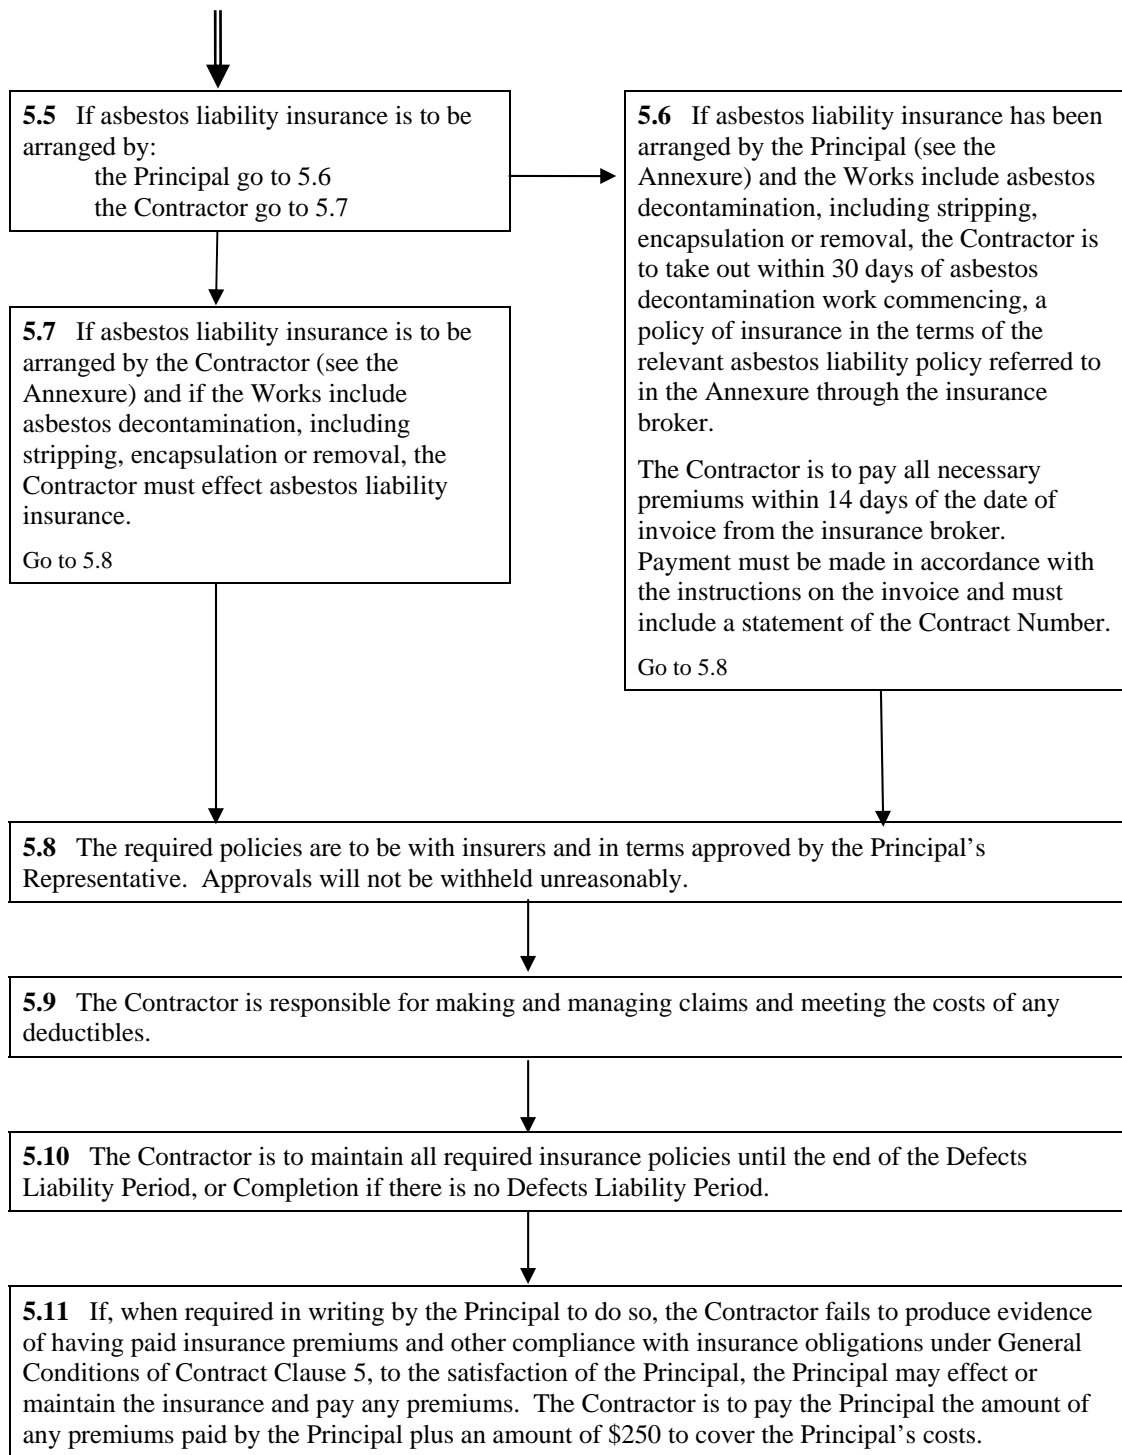 5.5 If asbestos liability insurance is to be
arranged by:
the Principal go to 5.6
the Contractor go to 5.7
5.6 If asbestos liability insurance has been
arranged by the Principal (see the
Annexure) and the Works include asbestos
decontamination, including stripping,
encapsulation or removal, the Contractor is
to take out within 30 days of asbestos
decontamination work commencing, a
policy of insurance in the terms of the
relevant asbestos liability policy referred to
in the Annexure through the insurance
broker.
The Contractor is to pay all necessary
premiums within 14 days of the date of
invoice from the insurance broker.
Payment must be made in accordance with
the instructions on the invoice and must
include a statement of the Contract Number.
Go to 5.8
5.7 If asbestos liability insurance is to be
arranged by the Contractor (see the
Annexure) and if the Works include
asbestos decontamination, including
stripping, encapsulation or removal, the
Contractor must effect asbestos liability
insurance.
Go to 5.8
5.8 The required policies are to be with insurers and in terms approved by the Principal's
Representative. Approvals will not be withheld unreasonably.
5.9 The Contractor is responsible for making and managing claims and meeting the costs of any
deductibles.
5.10 The Contractor is to maintain all required insurance policies until the end of the Defects
Liability Period, or Completion if there is no Defects Liability Period.
5.11 If, when required in writing by the Principal to do so, the Contractor fails to produce evidence
of having paid insurance premiums and other compliance with insurance obligations under General
Conditions of Contract Clause 5, to the satisfaction of the Principal, the Principal may effect or
maintain the insurance and pay any premiums. The Contractor is to pay the Principal the amount of
any premiums paid by the Principal plus an amount of $250 to cover the Principal's costs.